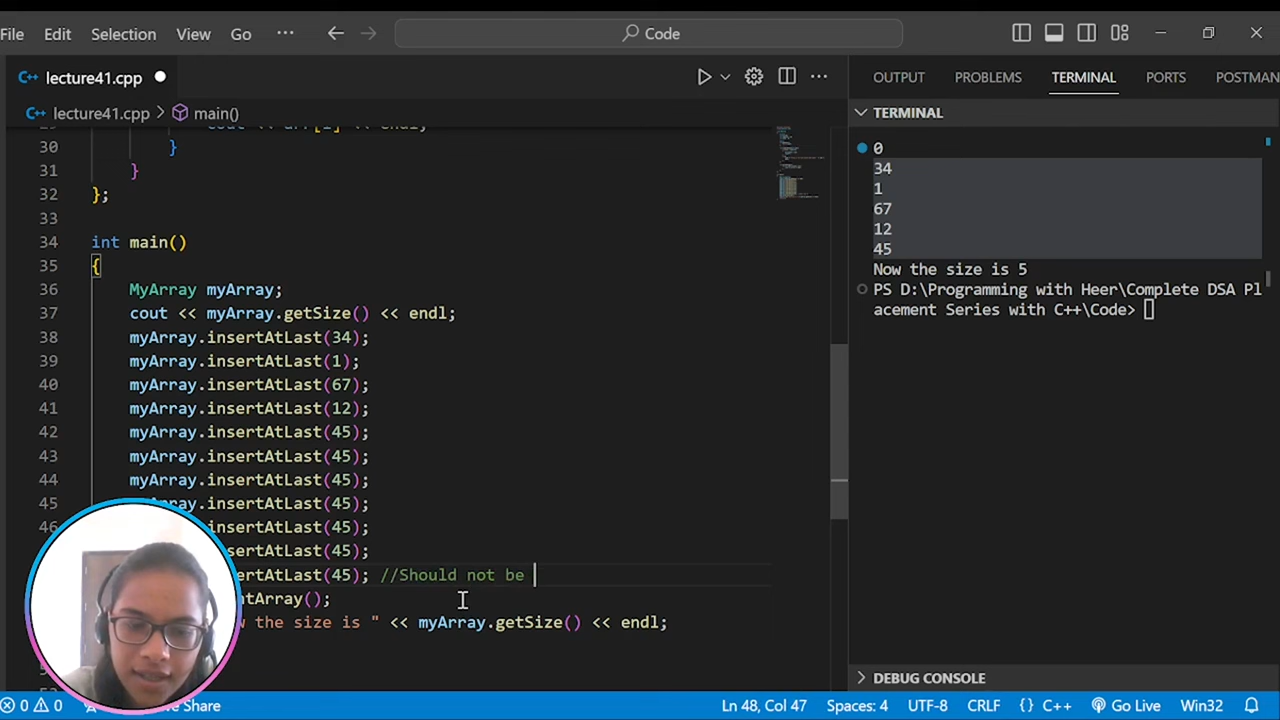 File Edit Selection View Go ··· Code
lecture41.cpp
OUTPUT PROBLEMS TERMINAL PORTS POSTMAN
lecture41.cpp > main()
TERMINAL
30 }
31 }
32 };
33
34 int main()
35 {
36 MyArray myArray;
37 cout << myArray.getSize() << endl;
38 myArray.insertAtLast(34);
39 myArray.insertAtLast(1);
40 myArray.insertAtLast(67);
41 myArray.insertAtLast(12);
42 myArray.insertAtLast(45);
43 myArray.insertAtLast(45);
44 myArray.insertAtLast(45);
45 myArray.insertAtLast(45);
46 .insertAtLast(45);
sertAtLast(45);
ertAtLast(45); //Should not be
ntArray();
w the size is " << myArray.getSize() << endl;
0
34
1
67
12
45
Now the size is 5
PS D:\Programming with Heer\Complete DSA Pl
acement Series with C++\Code>
DEBUG CONSOLE
0 0 Share Ln 48, Col 47 Spaces: 4 UTF-8 CRLF {} C++ Go Live Win32